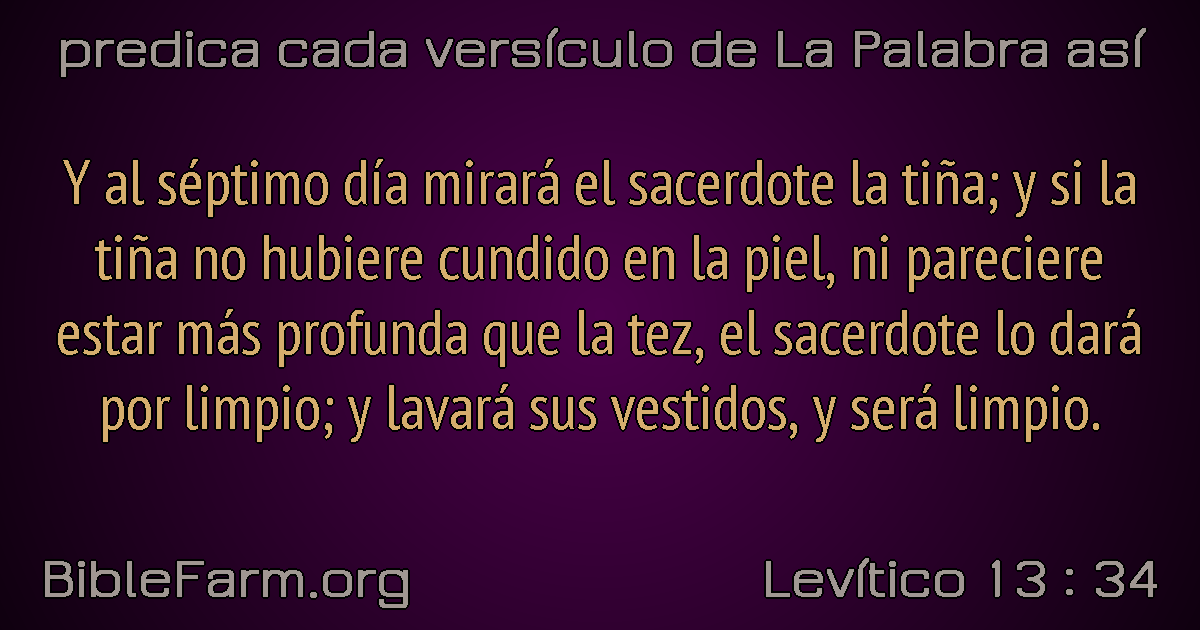 predica cada versículo de La Palabra así
Y al séptimo día mirará el sacerdote la tiña; y si la
tiña no hubiere cundido en la piel, ni pareciere
estar más profunda que la tez, el sacerdote lo dará
por limpio; y lavará sus vestidos, y será limpio.
BibleFarm.org
Levítico 13 : 34